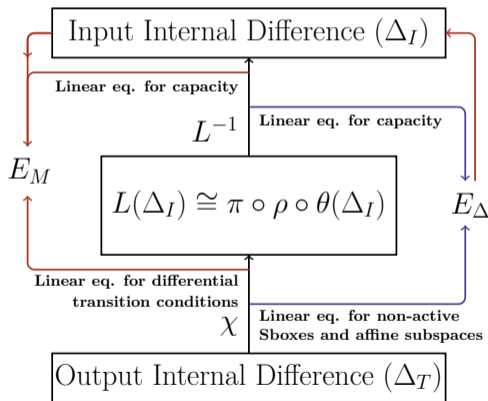 Input Internal Difference (Δ_I)
Linear eq. for capacity
L⁻¹
Linear eq. for capacity
E_M
L(Δ_I) ≅ π ∘ ρ ∘ θ(Δ_I)
E_Δ
Linear eq. for differential
transition conditions
χ
Linear eq. for non-active
Sboxes and affine subspaces
Output Internal Difference (Δ_T)